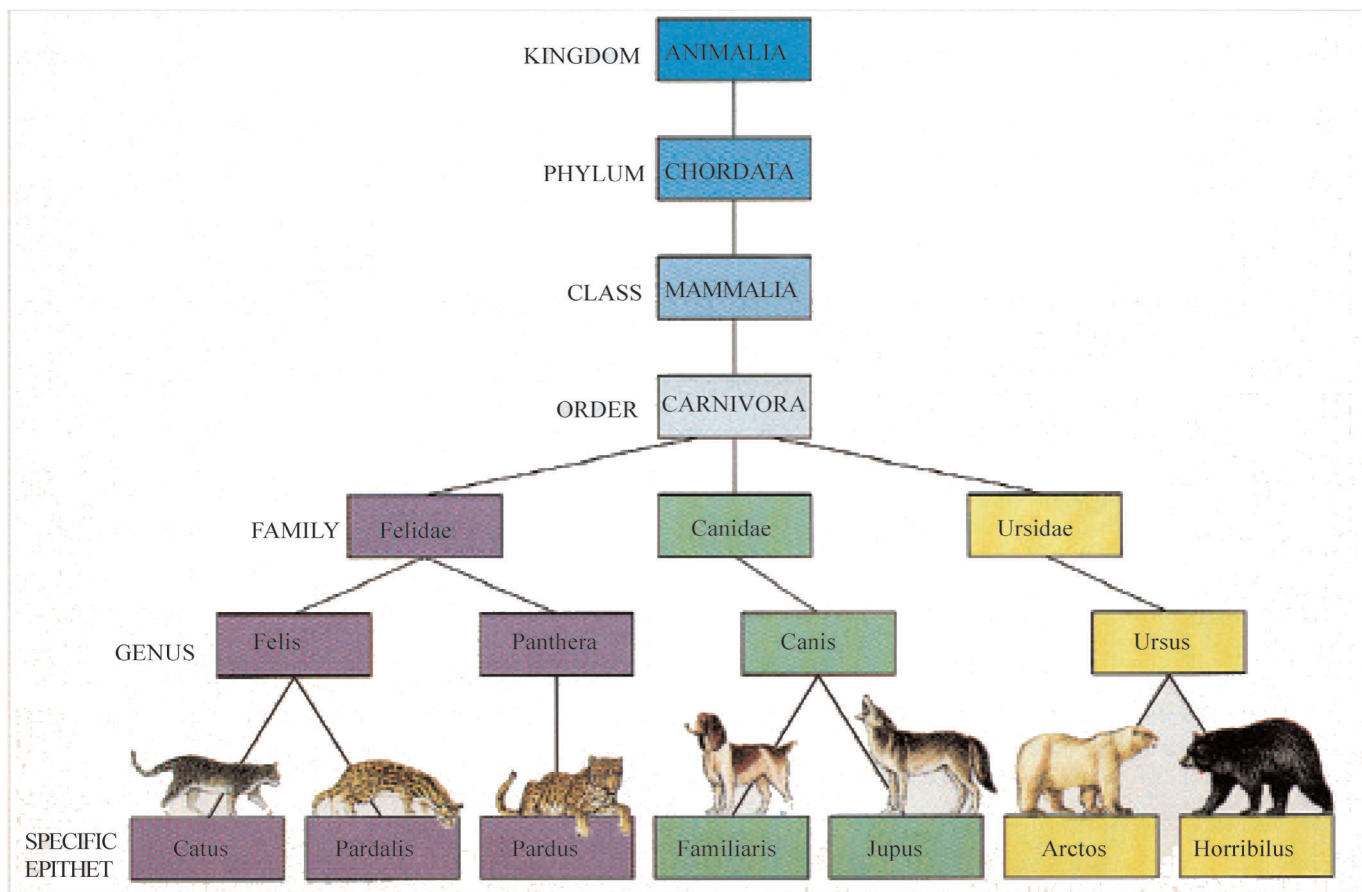 KINGDOM ANIMALIA
PHYLUM CHORDATA
CLASS MAMMALIA
ORDER CARNIVORA
FAMILY Felidae Canidae Ursidae
GENUS Felis Panthera Canis Ursus
SPECIFIC
EPITHET Catus Pardalis Pardus Familiaris Jupus Arctos Horribilus